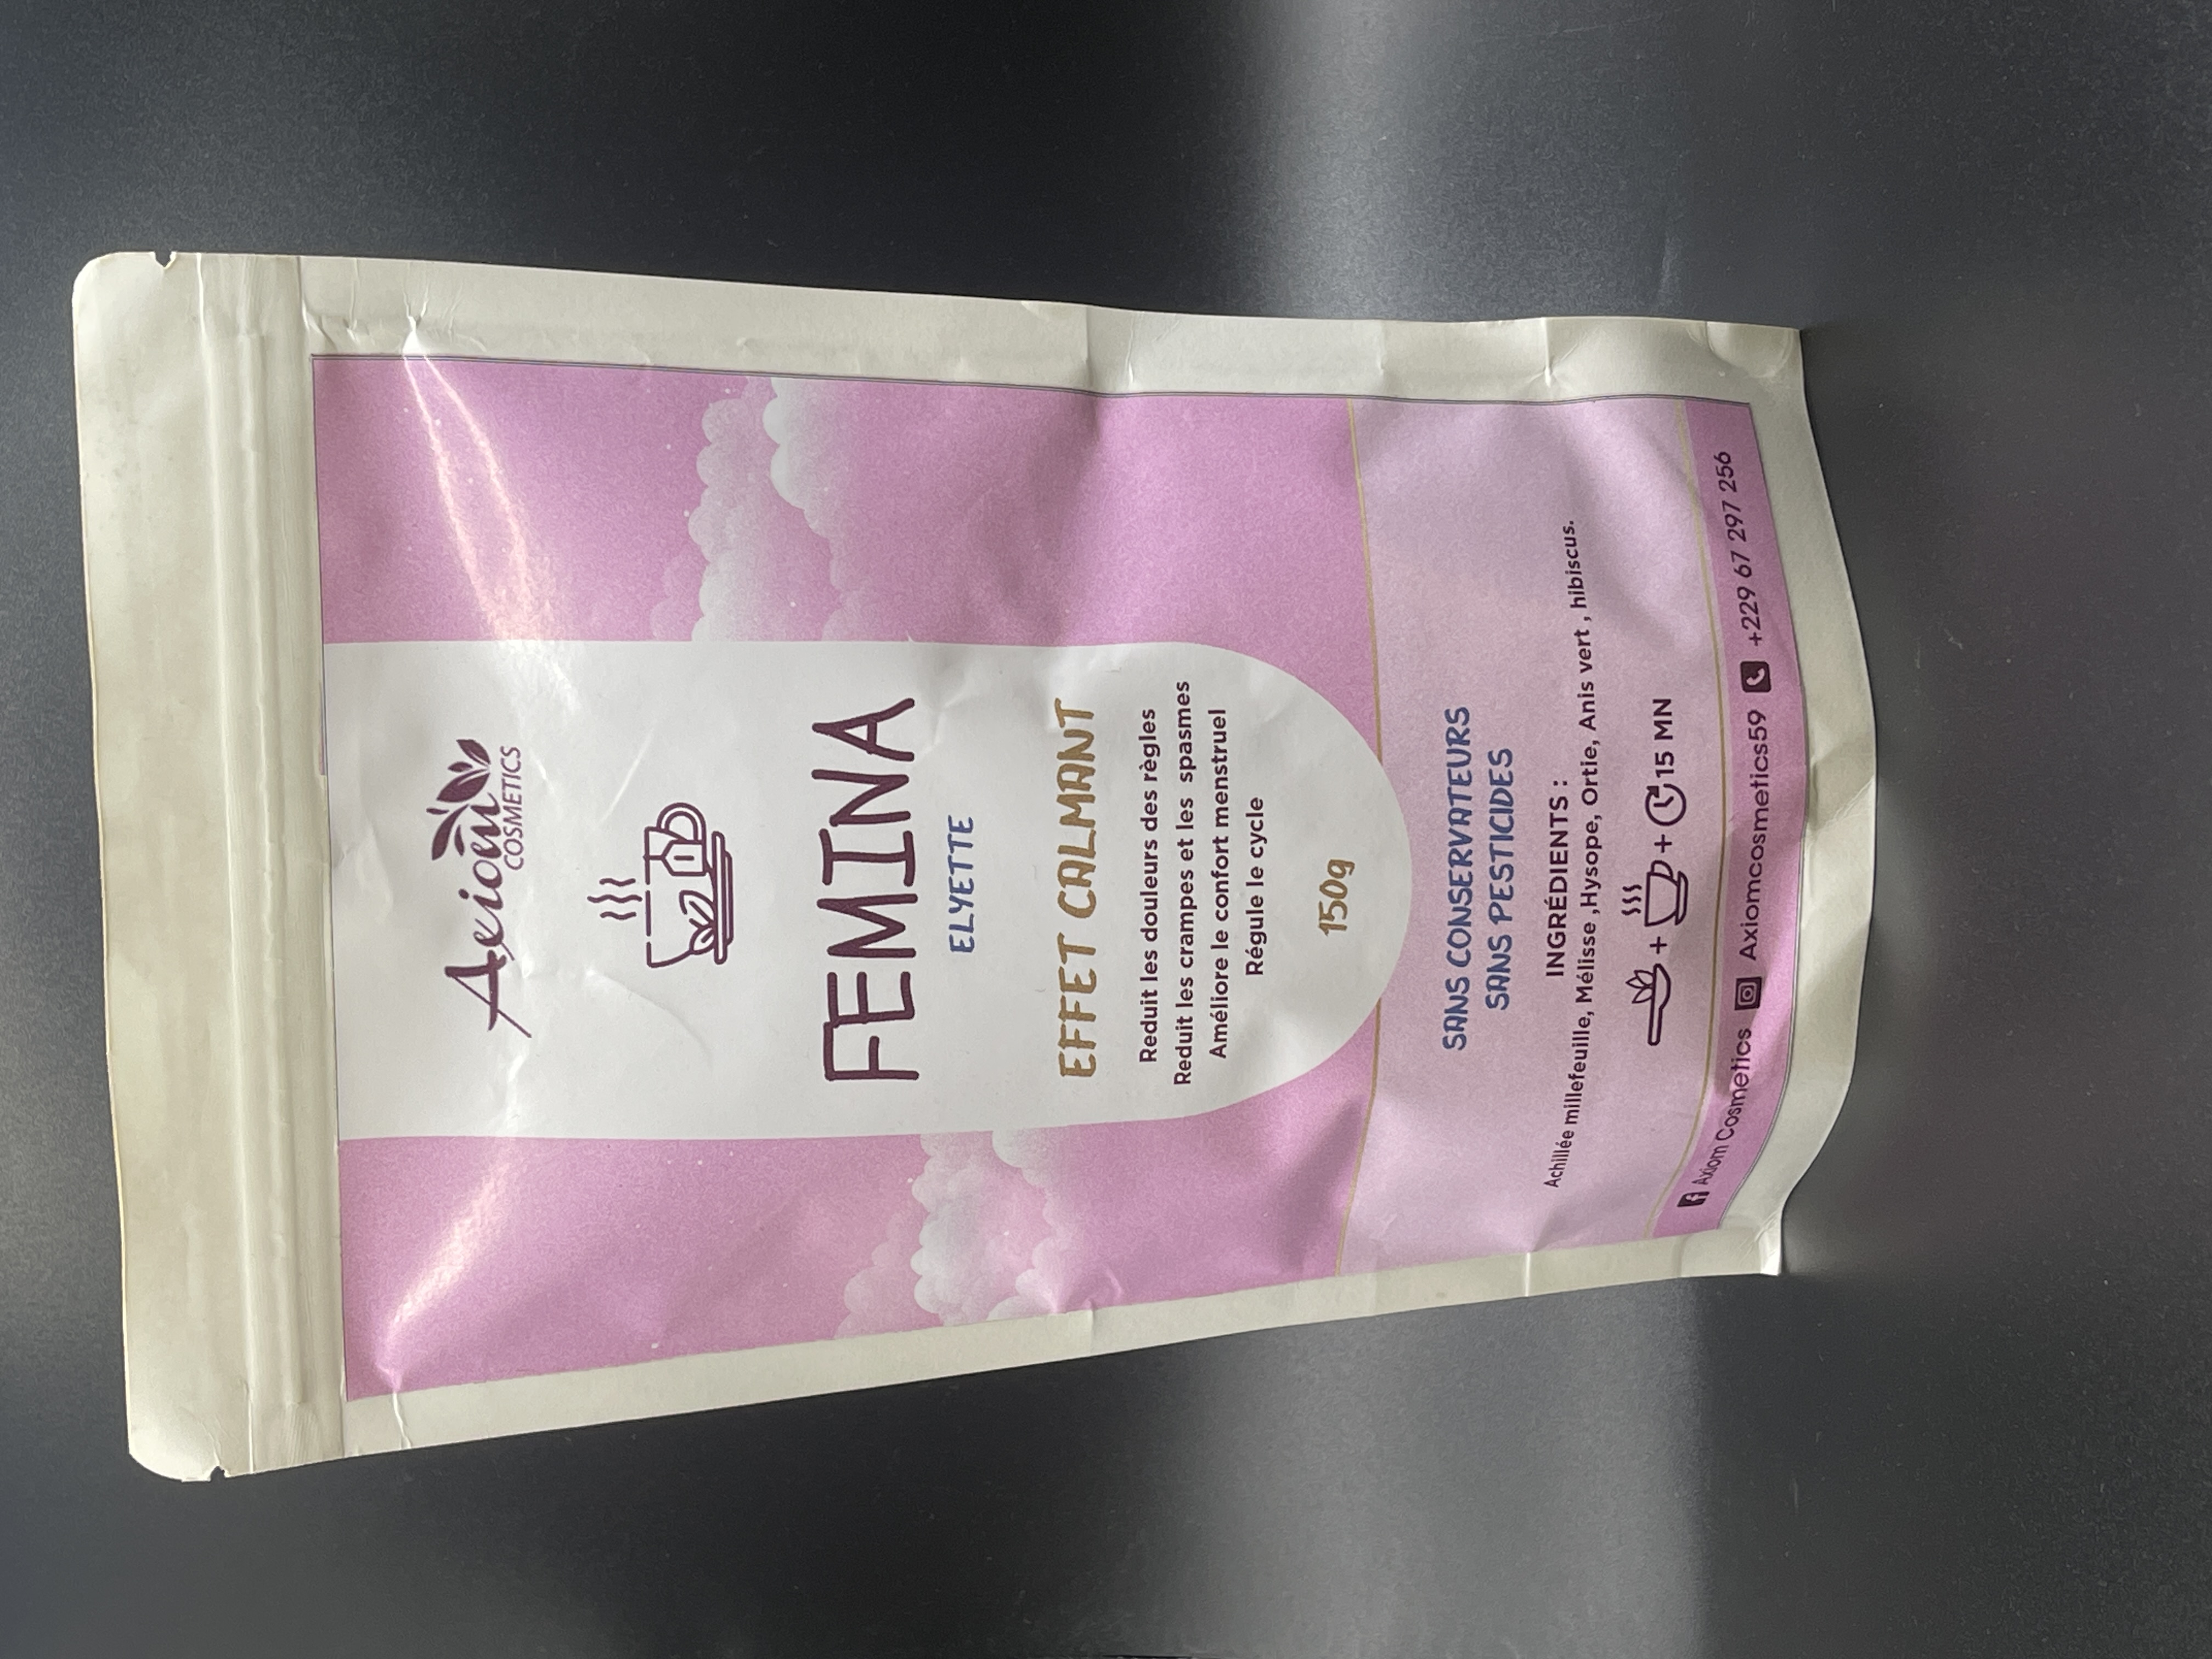 Axiom
COSMETICS
FEMINA
ELYETTE
EFFET CALMANT
Reduit les douleurs des règles
Reduit les crampes et les spasmes
Améliore le confort menstruel
Régule le cycle
150g
SANS CONSERVATEURS
SANS PESTICIDES
INGRÉDIENTS :
Achillée millefeuille, Mélisse ,Hysope, Ortie, Anis vert , hibiscus.
+ + 15 MN
Axiom Cosmetics Axiomcosmetics59 +229 67 297 256